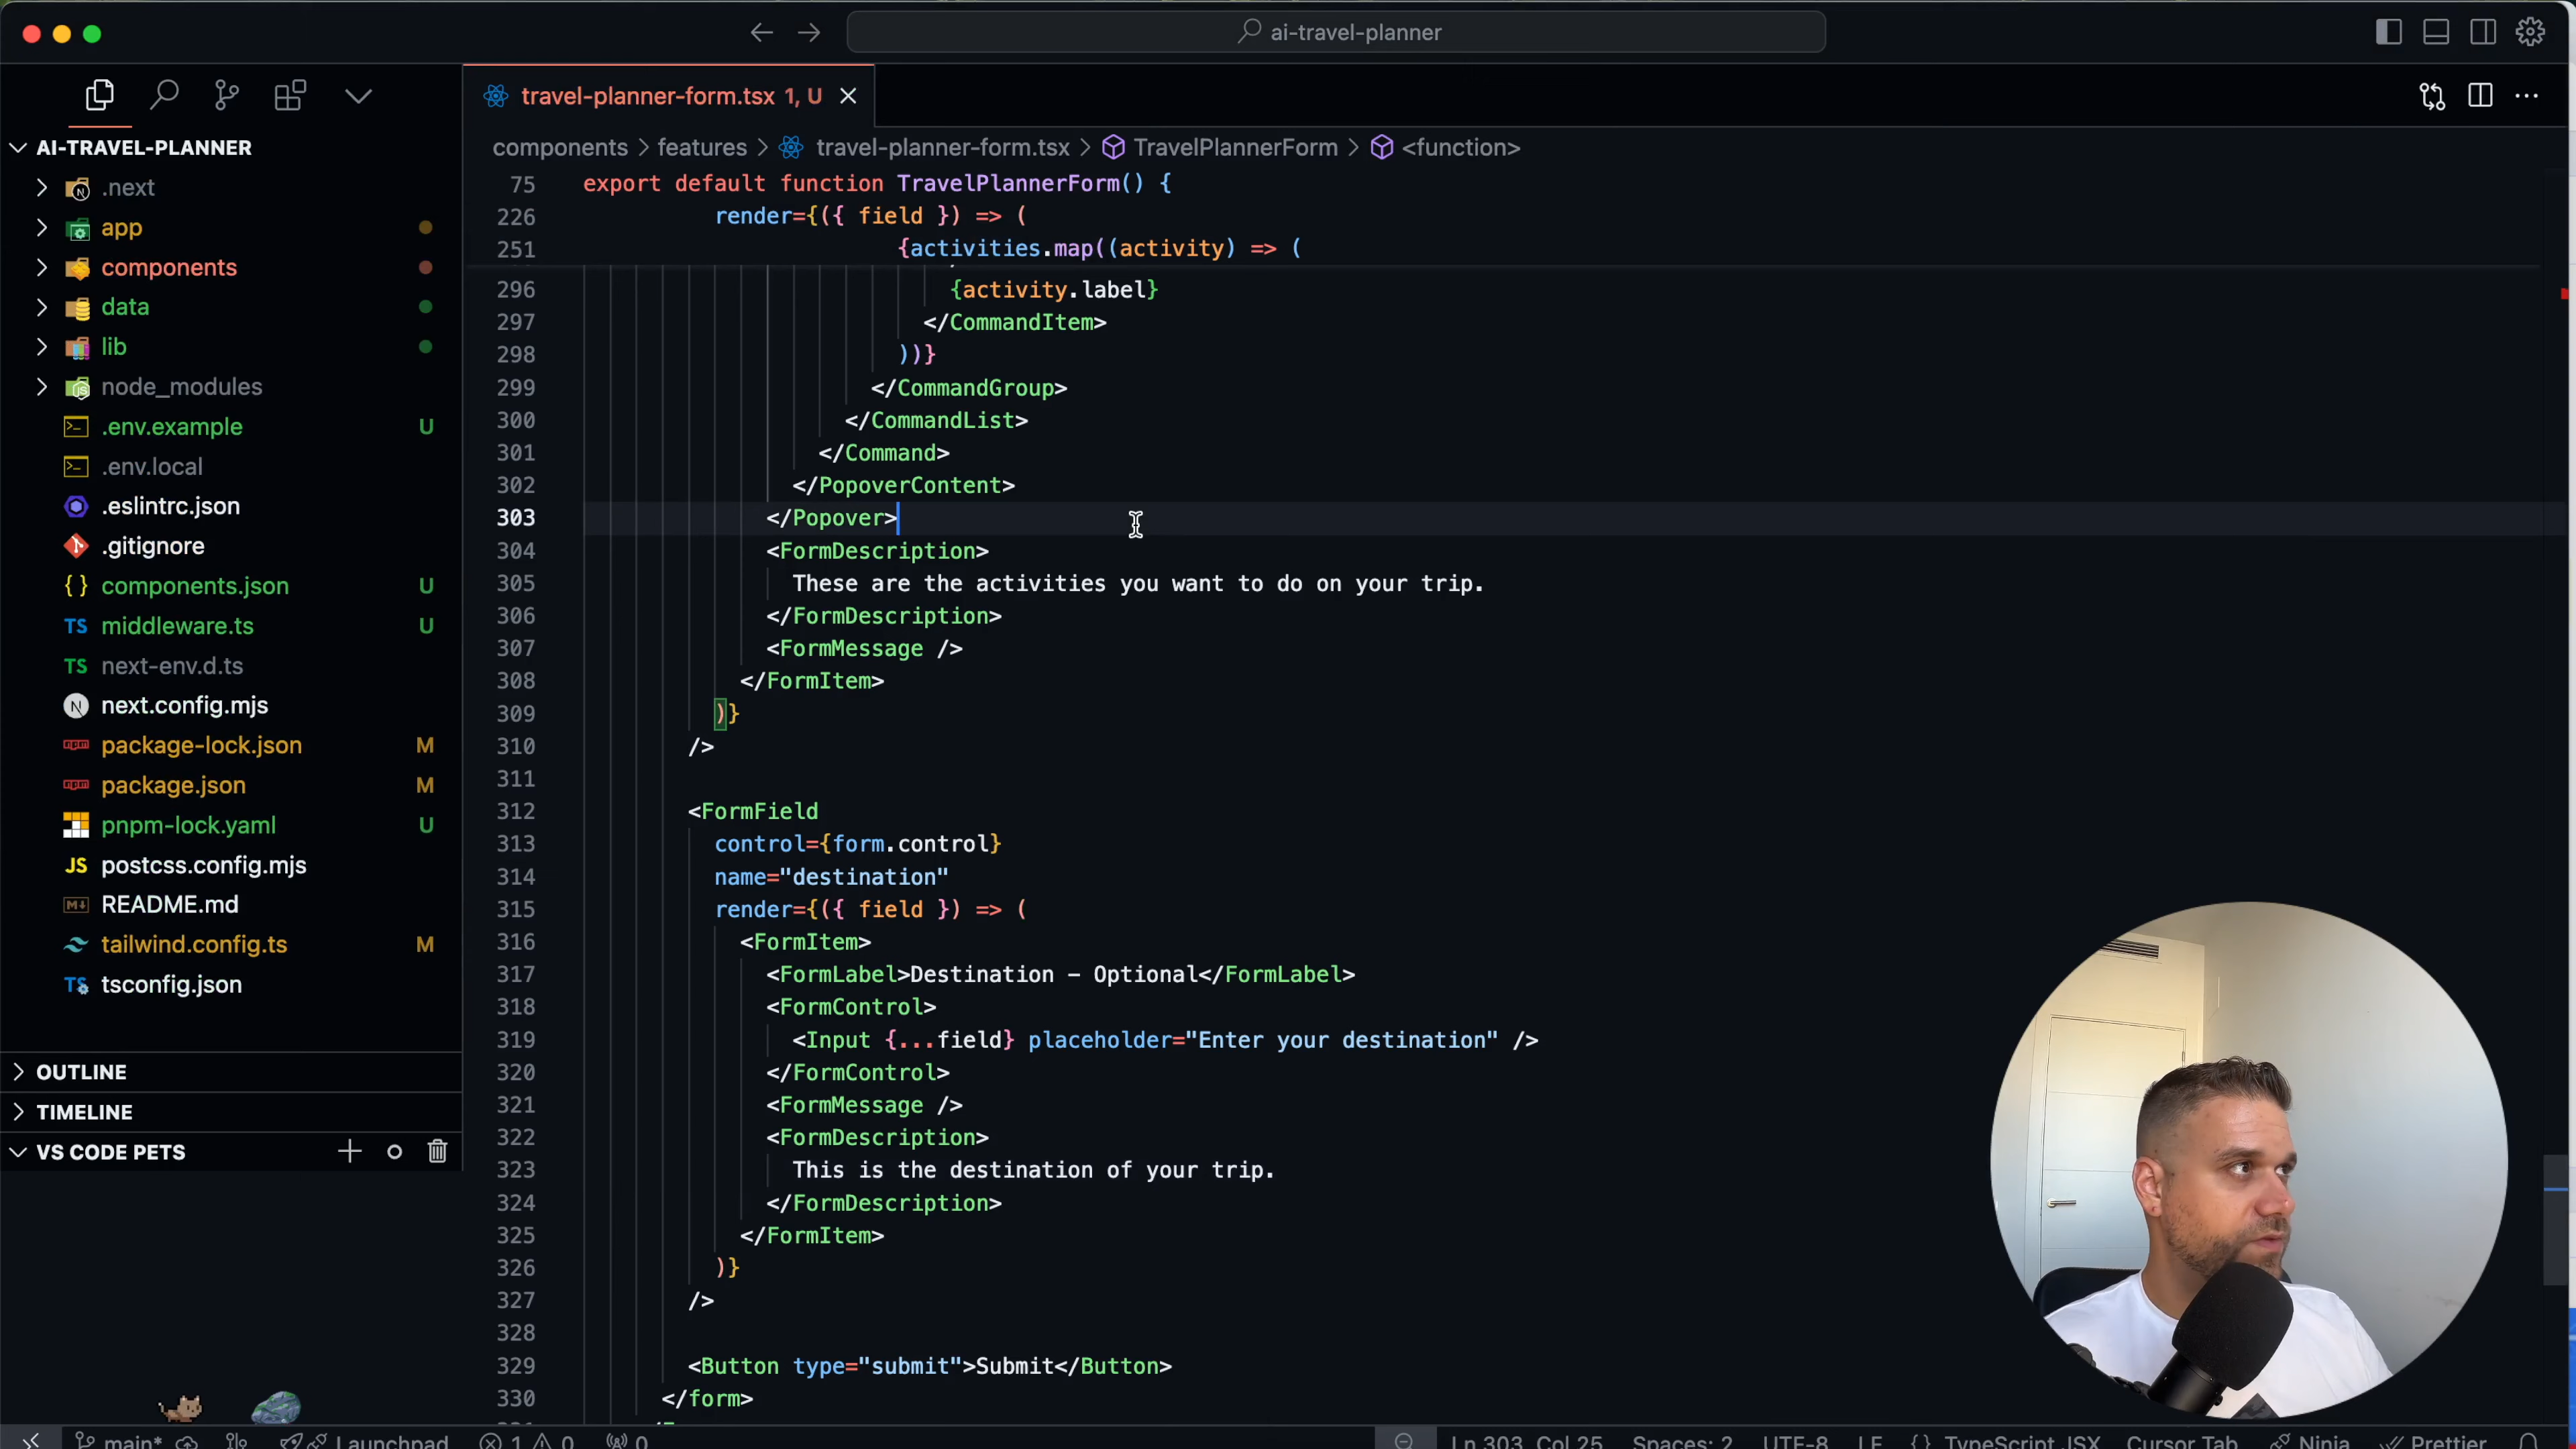 ai-travel-planner
travel-planner-form.tsx 1, U
AI-TRAVEL-PLANNER
.next
app
components
data
lib
node_modules
.env.example U
.env.local
.eslintrc.json
.gitignore
components.json U
middleware.ts U
next-env.d.ts
next.config.mjs
package-lock.json M
package.json M
pnpm-lock.yaml U
postcss.config.mjs
README.md
tailwind.config.ts M
tsconfig.json
OUTLINE
TIMELINE
VS CODE PETS
components > features > travel-planner-form.tsx > TravelPlannerForm > <function>
75 export default function TravelPlannerForm() {
226 render={({ field }) => (
251 {activities.map((activity) => (
296 {activity.label}
297 </CommandItem>
298 ))}
299 </CommandGroup>
300 </CommandList>
301 </Command>
302 </PopoverContent>
303 </Popover>
304 <FormDescription>
305 These are the activities you want to do on your trip.
306 </FormDescription>
307 <FormMessage />
308 </FormItem>
309 )}
310 />
311
312 <FormField
313 control={form.control}
314 name="destination"
315 render={({ field }) => (
316 <FormItem>
317 <FormLabel>Destination - Optional</FormLabel>
318 <FormControl>
319 <Input {...field} placeholder="Enter your destination" />
320 </FormControl>
321 <FormMessage />
322 <FormDescription>
323 This is the destination of your trip.
324 </FormDescription>
325 </FormItem>
326 )}
327 />
328
329 <Button type="submit">Submit</Button>
330 </form>
main* Launchpad 1 0 0 Ln 303, Col 25 Spaces: 2 UTF-8 LF {} TypeScript JSX Cursor Tab Ninja Prettier